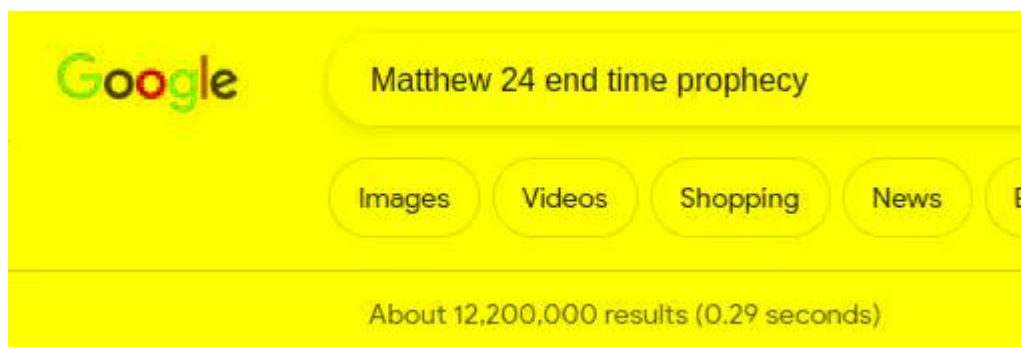 Google Matthew 24 end time prophecy
Images Videos Shopping News
About 12,200,000 results (0.29 seconds)